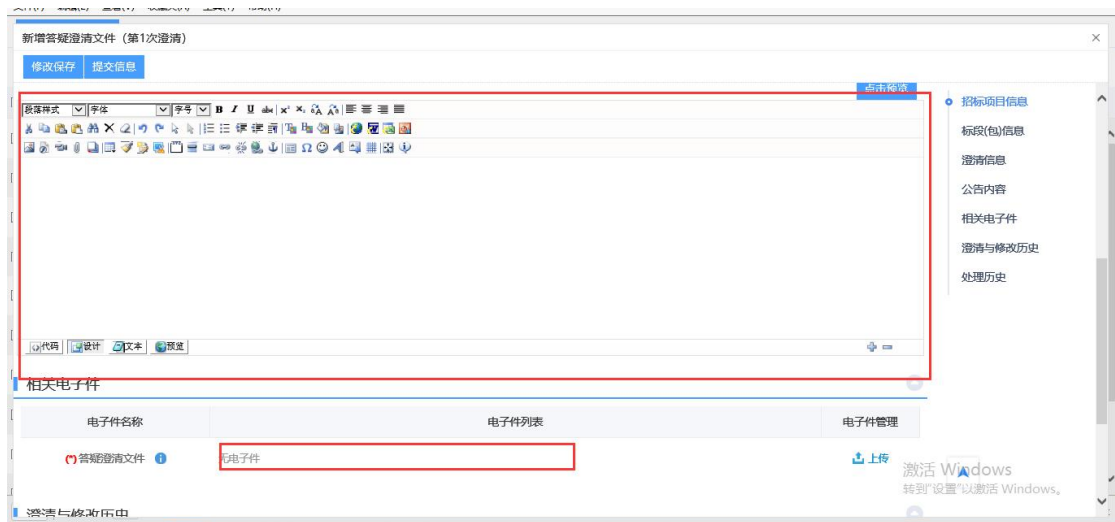 新增答疑澄清文件（第1次澄清）
×
修改保存 提交信息
点击预览
段落样式 字体 字号 B I U abc x² x₂
代码 设计 文本 预览
招标项目信息
标段(包)信息
澄清信息
公告内容
相关电子件
澄清与修改历史
处理历史
相关电子件
电子件名称 电子件列表 电子件管理
(*)答疑澄清文件 无电子件 上传
激活 Windows
转到"设置"以激活 Windows。
澄清与修改历史